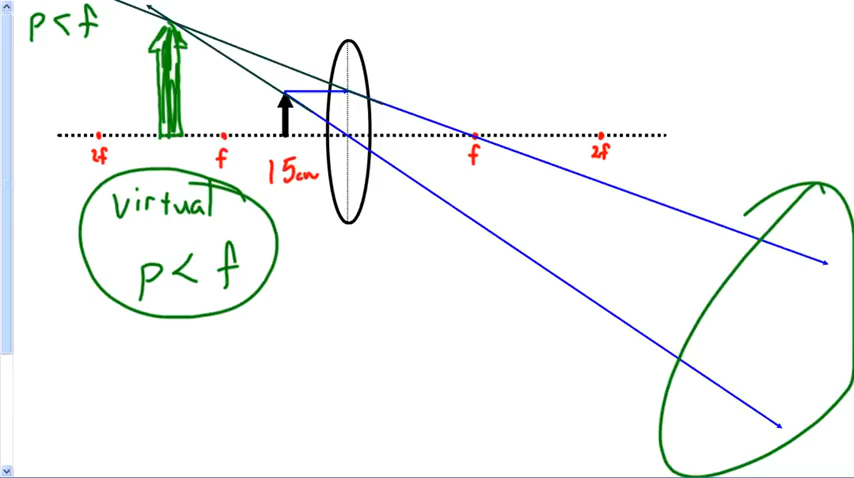 p < f
2f
f
15cm
f
2f
virtual
p < f